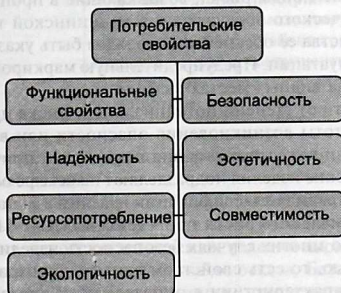 Потребительские
свойства
Функциональные
свойства
Безопасность
Надёжность
Эстетичность
Ресурсопотребление
Совместимость
Экологичность